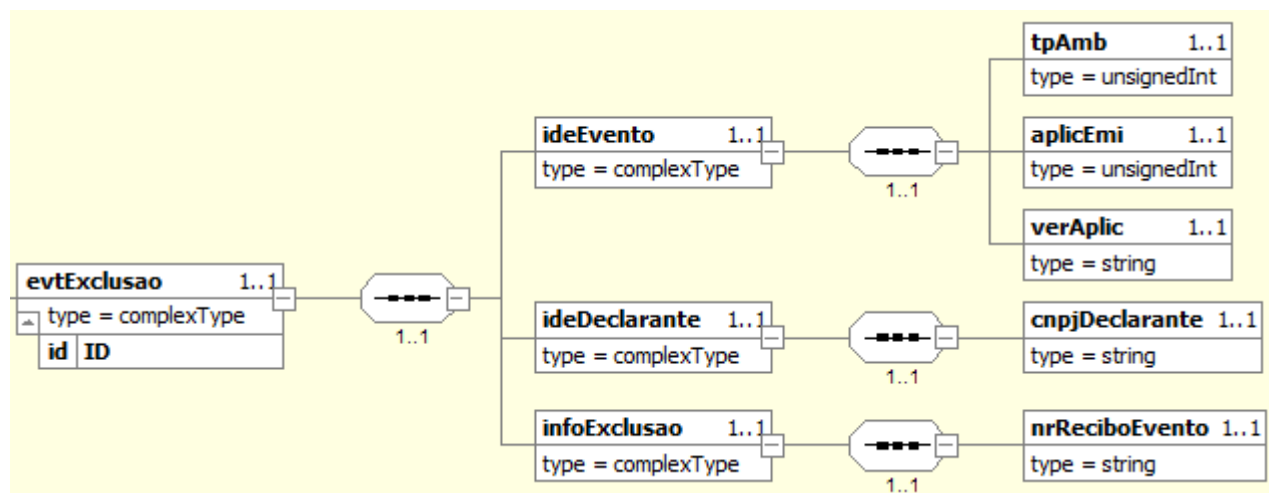 tpAmb 1..1
type = unsignedInt
ideEvento 1..1
type = complexType
1..1
aplicEmi 1..1
type = unsignedInt
verAplic 1..1
type = string
evtExclusao 1..1
type = complexType
id ID
1..1
ideDeclarante 1..1
type = complexType
1..1
cnpjDeclarante 1..1
type = string
infoExclusao 1..1
type = complexType
1..1
nrReciboEvento 1..1
type = string